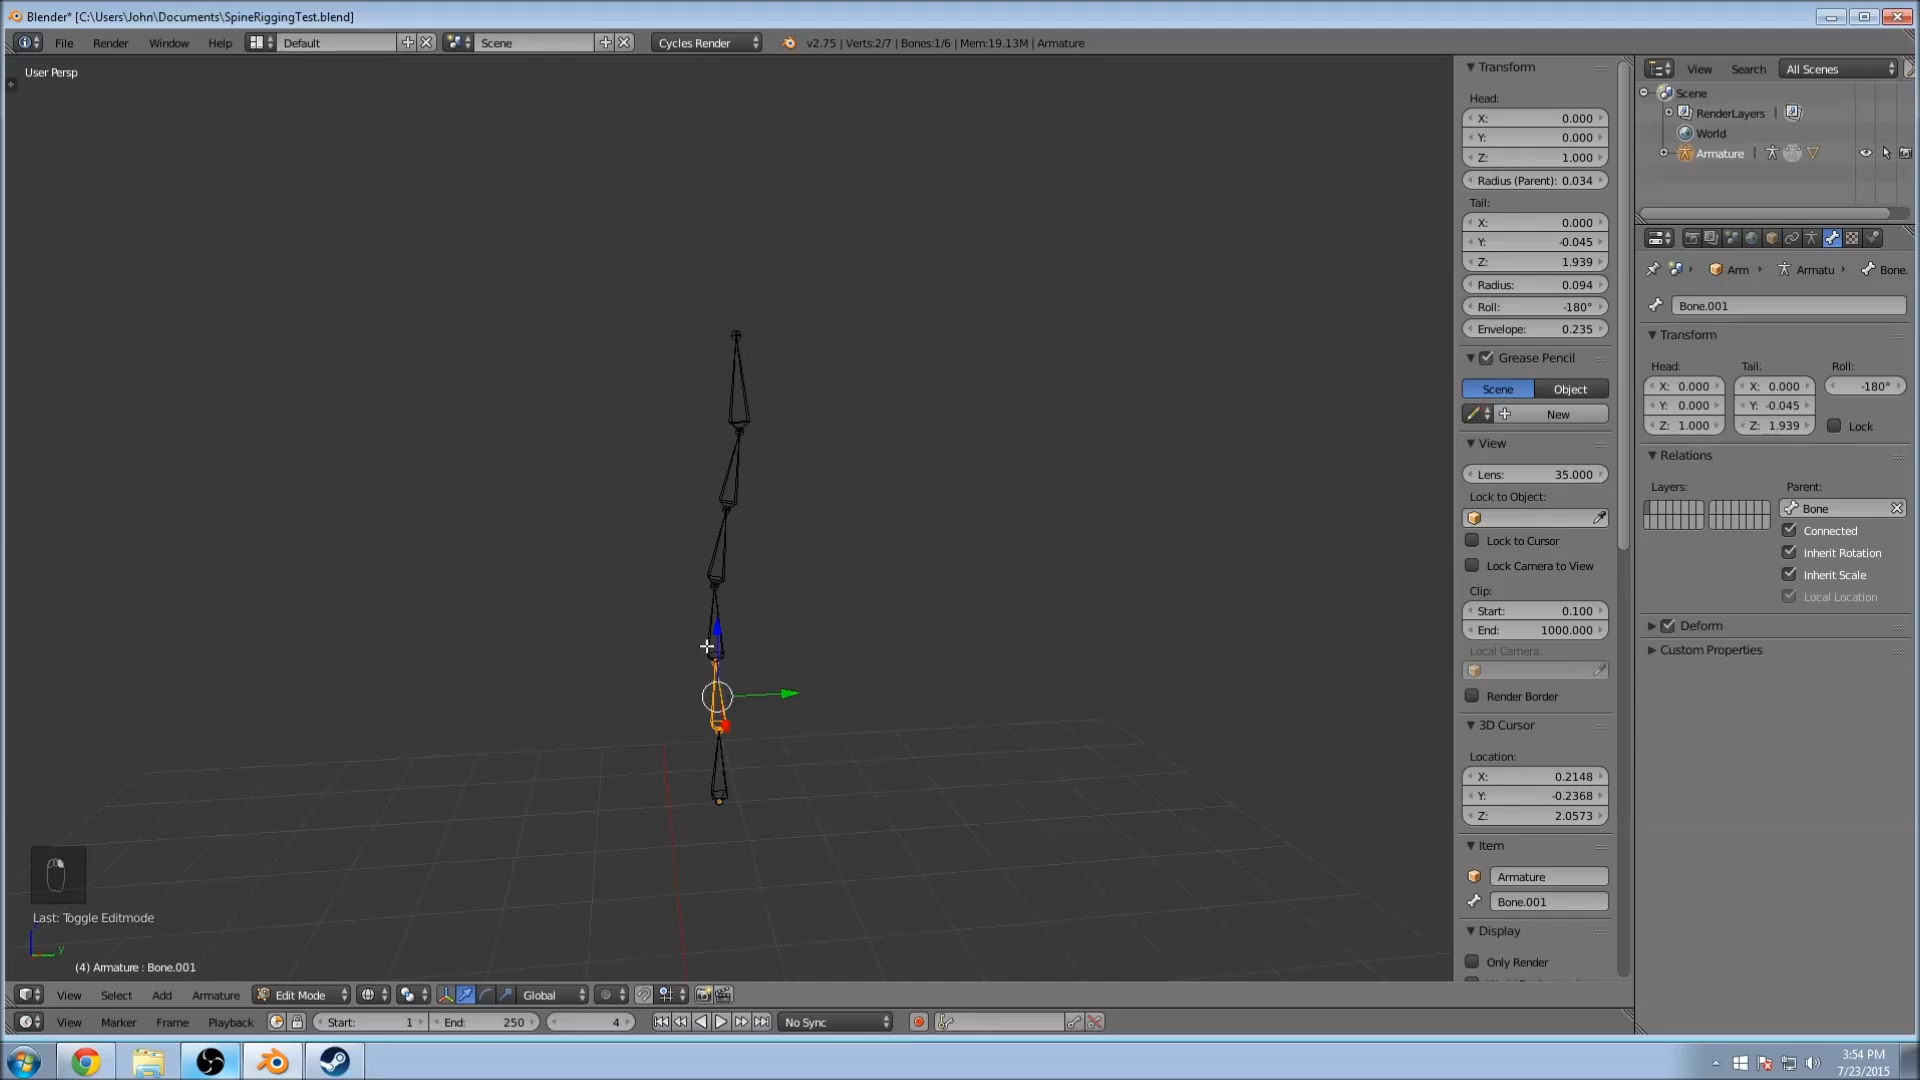 Blender* [C:\Users\John\Documents\SpineRiggingTest.blend]
File Render Window Help Default Scene Cycles Render v2.75 | Verts:2/7 | Bones:1/6 | Mem:19.13M | Armature
User Persp
Last: Toggle Editmode
y
(4) Armature : Bone.001
Transform
Head:
X: 0.000
Y: 0.000
Z: 1.000
Radius (Parent): 0.034
Tail:
X: 0.000
Y: -0.045
Z: 1.939
Radius: 0.094
Roll: -180°
Envelope: 0.235
Grease Pencil
Scene Object
New
View
Lens: 35.000
Lock to Object:
Lock to Cursor
Lock Camera to View
Clip:
Start: 0.100
End: 1000.000
Local Camera:
Render Border
3D Cursor
Location:
X: 0.2148
Y: -0.2368
Z: 2.0573
Item
Armature
Bone.001
Display
Only Render
View Search All Scenes
Scene
RenderLayers |
World
Armature |
Arm Armatu Bone.
Bone.001
Transform
Head: Tail: Roll:
X: 0.000 X: 0.000 -180°
Y: 0.000 Y: -0.045
Z: 1.000 Z: 1.939 Lock
Relations
Layers: Parent:
Bone
Connected
Inherit Rotation
Inherit Scale
Local Location
Deform
Custom Properties
View Select Add Armature Edit Mode Global
View Marker Frame Playback Start: 1 End: 250 4 No Sync
3:54 PM
7/23/2015